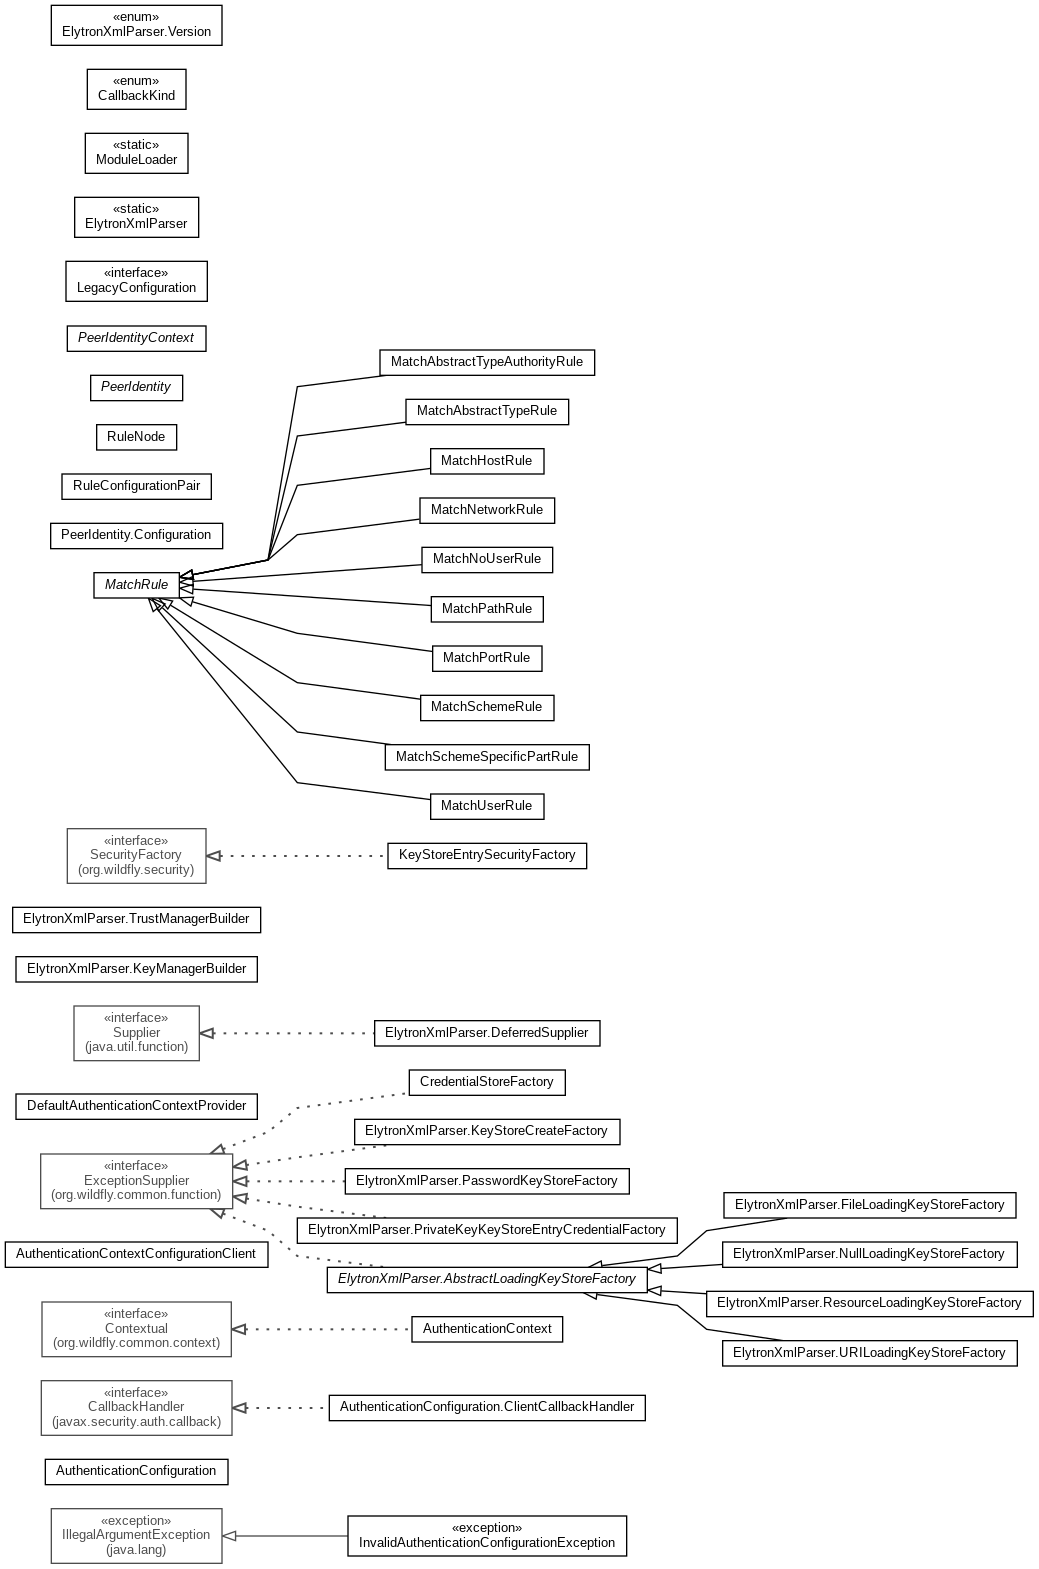 «enum»
ElytronXmlParser.Version
«enum»
CallbackKind
«static»
ModuleLoader
«static»
ElytronXmlParser
«interface»
LegacyConfiguration
PeerIdentityContext
PeerIdentity
RuleNode
RuleConfigurationPair
PeerIdentity.Configuration
MatchRule
MatchAbstractTypeAuthorityRule
MatchAbstractTypeRule
MatchHostRule
MatchNetworkRule
MatchNoUserRule
MatchPathRule
MatchPortRule
MatchSchemeRule
MatchSchemeSpecificPartRule
MatchUserRule
«interface»
SecurityFactory
(org.wildfly.security)
KeyStoreEntrySecurityFactory
ElytronXmlParser.TrustManagerBuilder
ElytronXmlParser.KeyManagerBuilder
«interface»
Supplier
(java.util.function)
ElytronXmlParser.DeferredSupplier
DefaultAuthenticationContextProvider
«interface»
ExceptionSupplier
(org.wildfly.common.function)
CredentialStoreFactory
ElytronXmlParser.KeyStoreCreateFactory
ElytronXmlParser.PasswordKeyStoreFactory
ElytronXmlParser.PrivateKeyKeyStoreEntryCredentialFactory
ElytronXmlParser.AbstractLoadingKeyStoreFactory
ElytronXmlParser.FileLoadingKeyStoreFactory
ElytronXmlParser.NullLoadingKeyStoreFactory
ElytronXmlParser.ResourceLoadingKeyStoreFactory
ElytronXmlParser.URILoadingKeyStoreFactory
AuthenticationContextConfigurationClient
«interface»
Contextual
(org.wildfly.common.context)
AuthenticationContext
«interface»
CallbackHandler
(javax.security.auth.callback)
AuthenticationConfiguration.ClientCallbackHandler
AuthenticationConfiguration
«exception»
IllegalArgumentException
(java.lang)
«exception»
InvalidAuthenticationConfigurationException